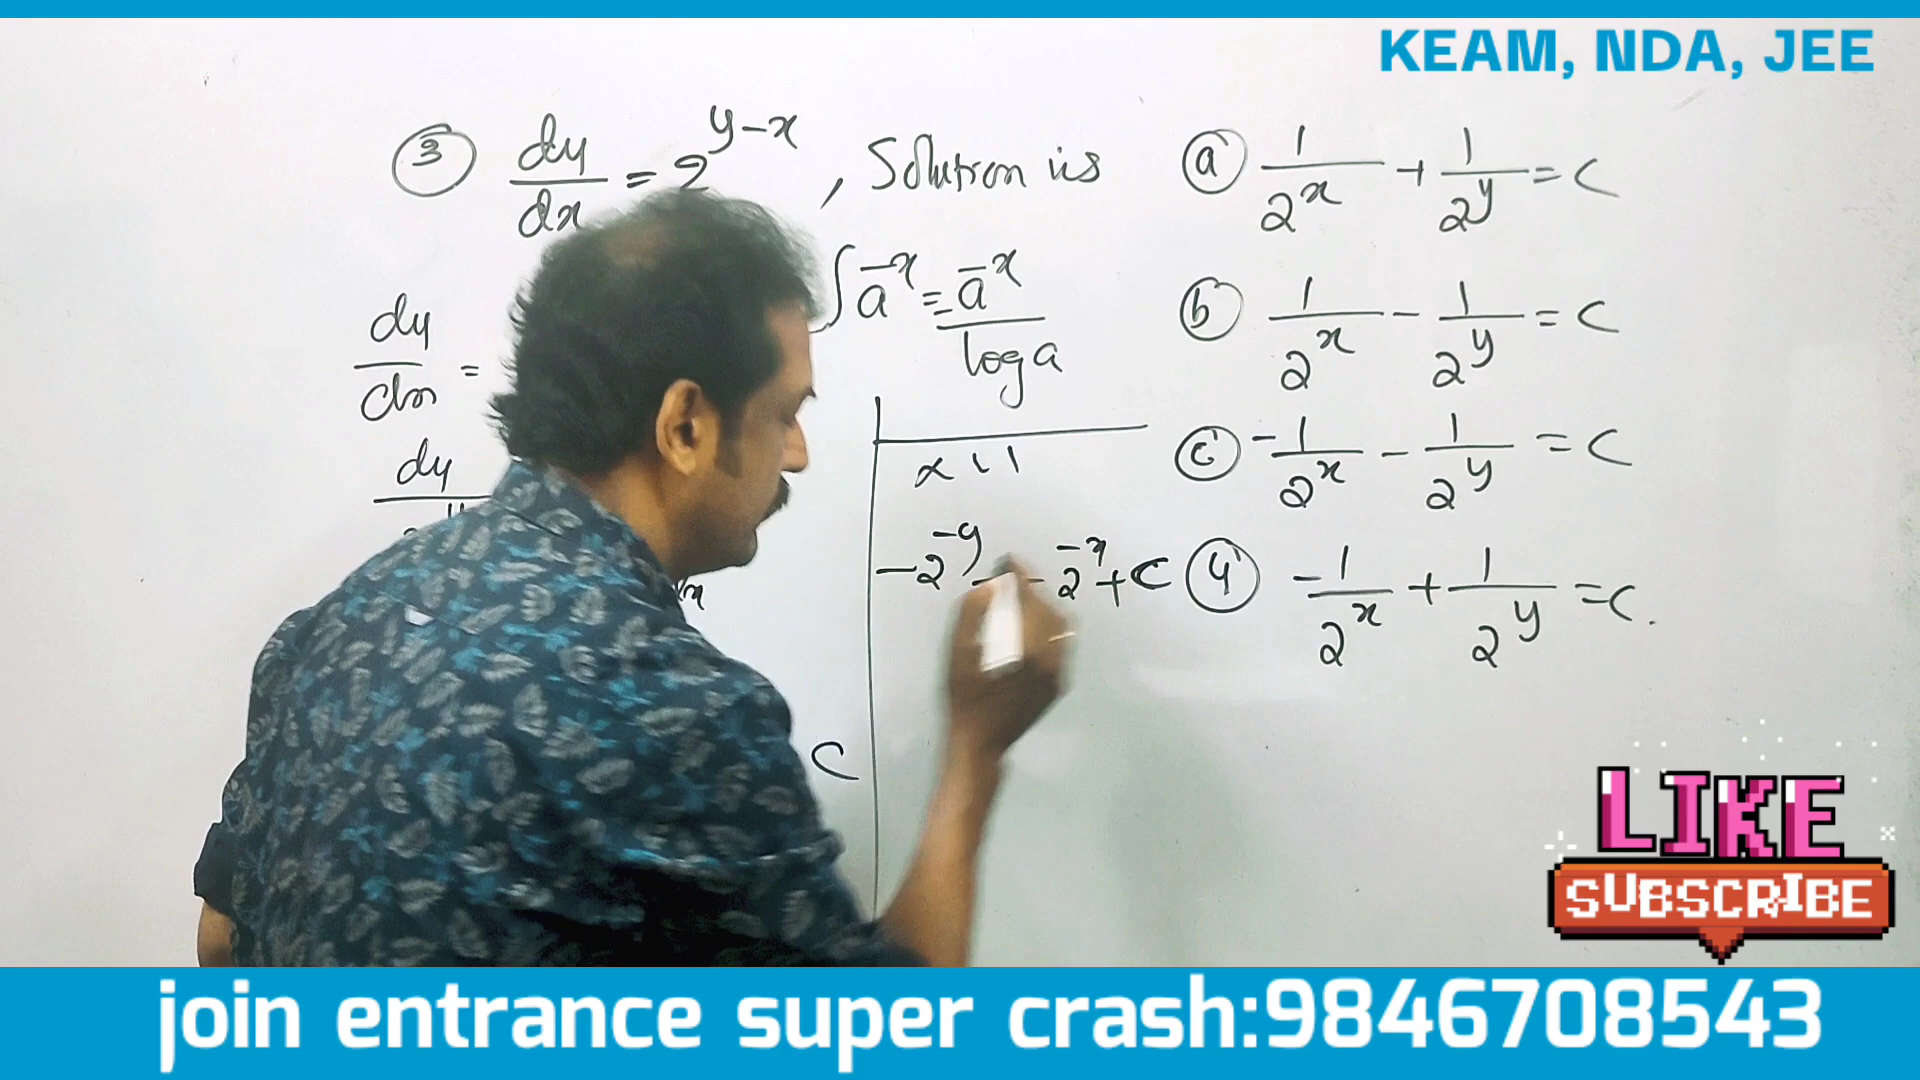 KEAM, NDA, JEE
3 dy/dx = 2^(y-x), Solution is
dy/dx =
dy
∫ a^-x = a^-x / log a
x ly
-2^-y = -2^-x + C
C
a 1/2^x + 1/2^y = C
b 1/2^x - 1/2^y = C
c -1/2^x - 1/2^y = C
4 -1/2^x + 1/2^y = C.
LIKE
SUBSCRIBE
join entrance super crash:9846708543